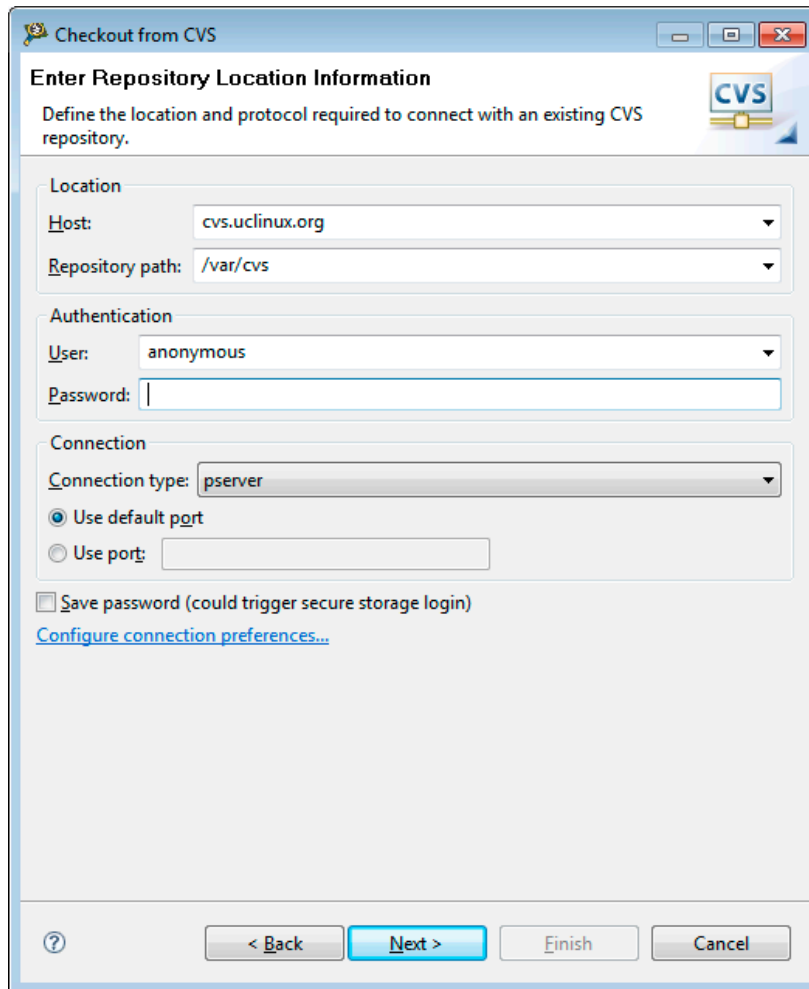 Checkout from CVS
Enter Repository Location Information
CVS
Define the location and protocol required to connect with an existing CVS
repository.
Location
Host: cvs.uclinux.org
Repository path: /var/cvs
Authentication
User: anonymous
Password:
Connection
Connection type: pserver
Use default port
Use port:
Save password (could trigger secure storage login)
Configure connection preferences...
? < Back Next > Finish Cancel